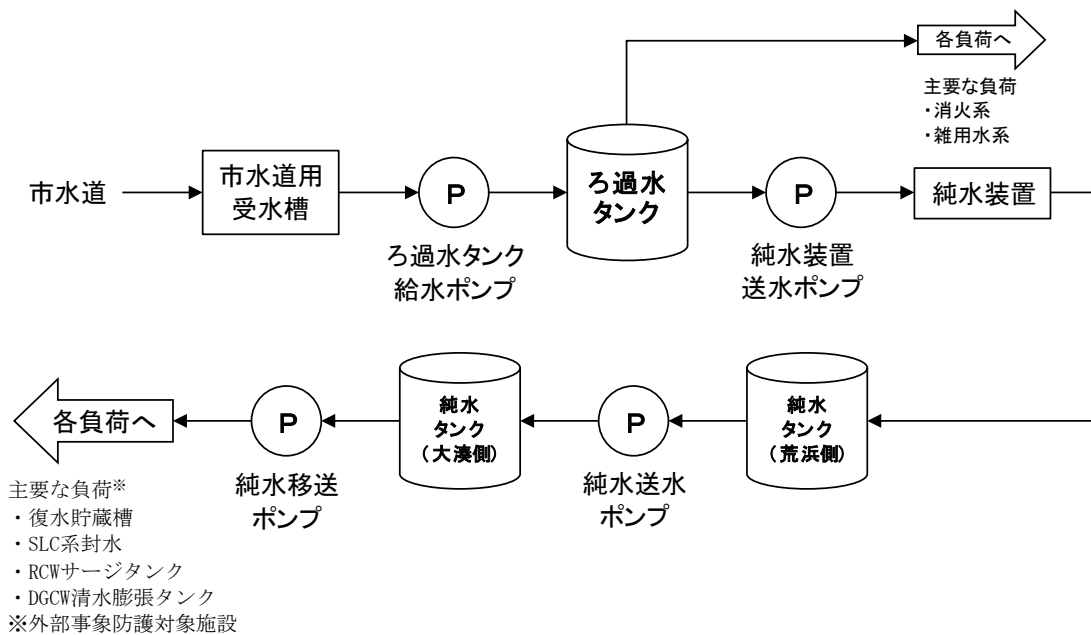 各負荷へ
主要な負荷
・消火系
・雑用水系
市水道
市水道用
受水槽
P
ろ過水タンク
給水ポンプ
ろ過水
タンク
P
純水装置
送水ポンプ
純水装置
各負荷へ
P
純水移送
ポンプ
純水
タンク
(大湊側)
P
純水送水
ポンプ
純水
タンク
(荒浜側)
主要な負荷※
・復水貯蔵槽
・SLC系封水
・RCWサージタンク
・DGCW清水膨張タンク
※外部事象防護対象施設